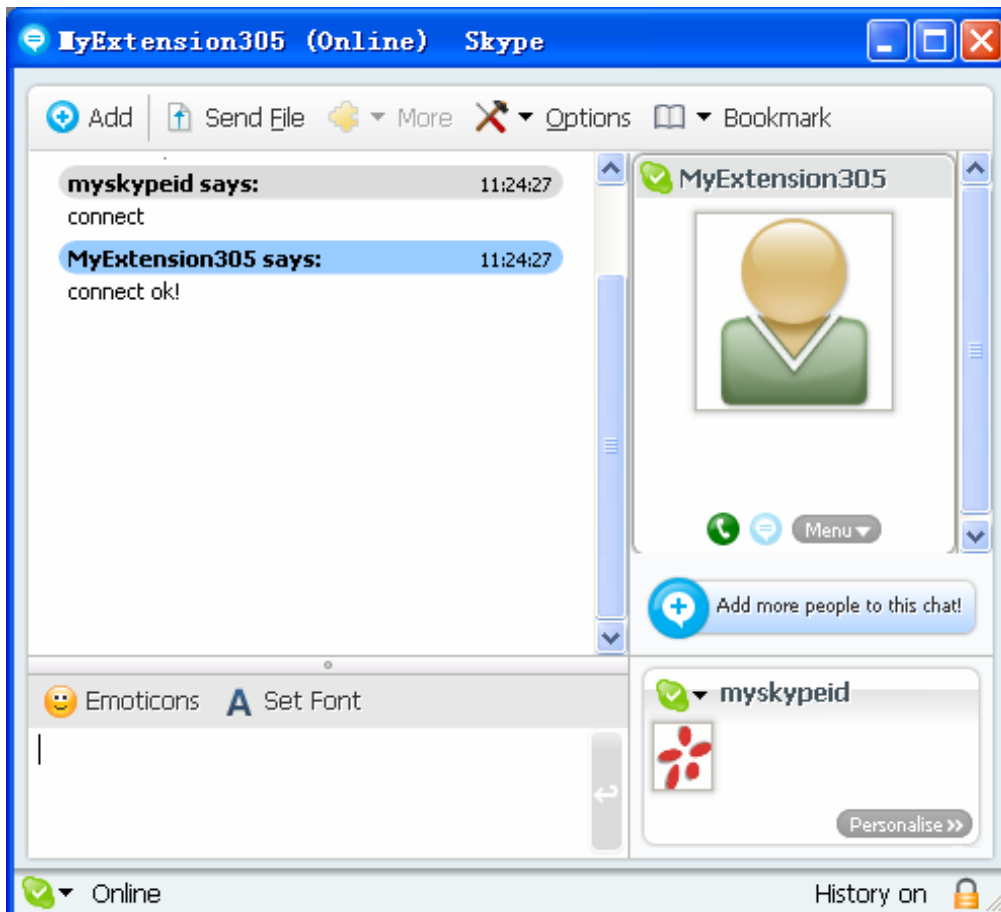 MyExtension305 (Online) Skype
Add Send File More Options Bookmark
myskypeid says: 11:24:27
connect
MyExtension305 says: 11:24:27
connect ok!
MyExtension305
Menu
Add more people to this chat!
Emoticons A Set Font
myskypeid
Personalise >>
Online History on